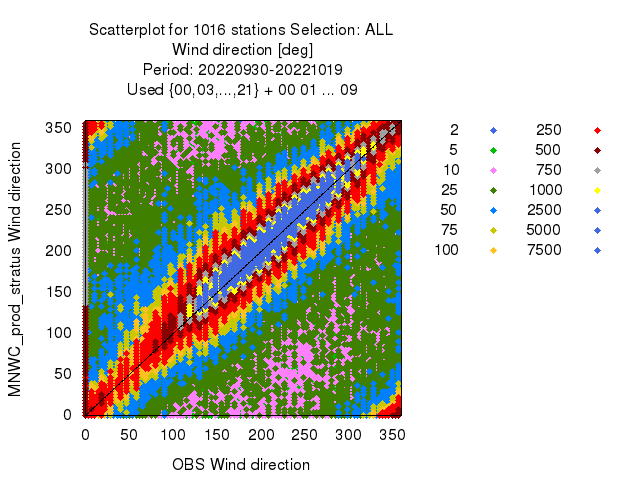 Scatterplot for 1016 stations Selection: ALL
Wind direction [deg]
Period: 20220930-20221019
Used {00,03,...,21} + 00 01 ... 09
MNWC_prod_stratus Wind direction
350
300
250
200
150
100
50
0
0 50 100 150 200 250 300 350
OBS Wind direction
2 250
5 500
10 750
25 1000
50 2500
75 5000
100 7500